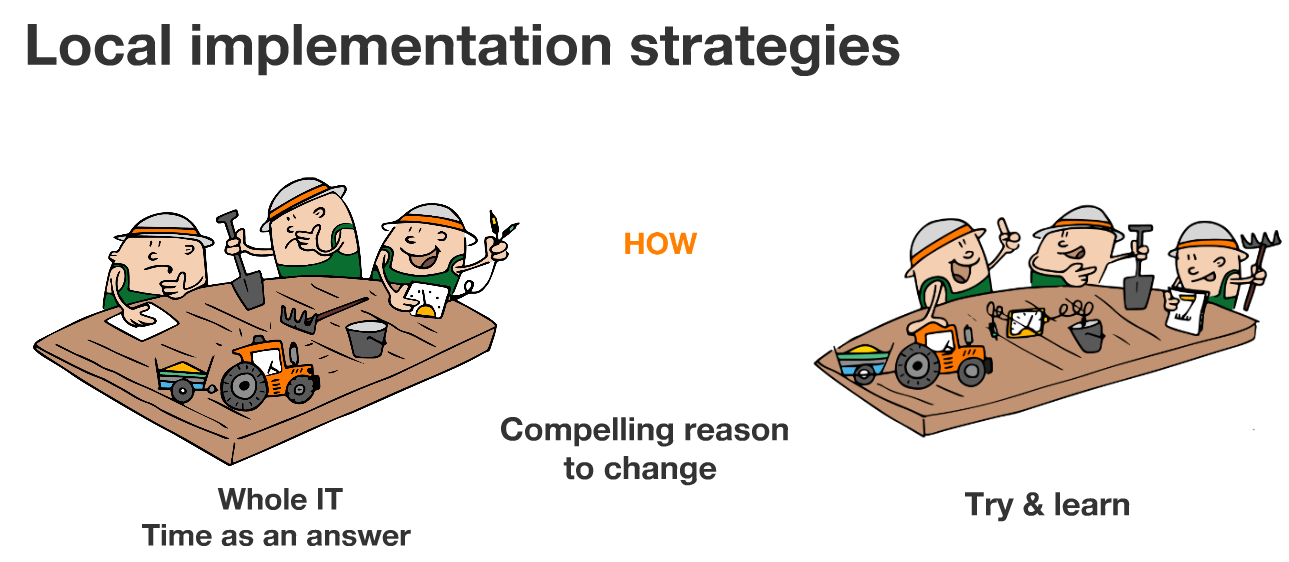 Local implementation strategies
HOW
Compelling reason
to change
Whole IT
Time as an answer
Try & learn